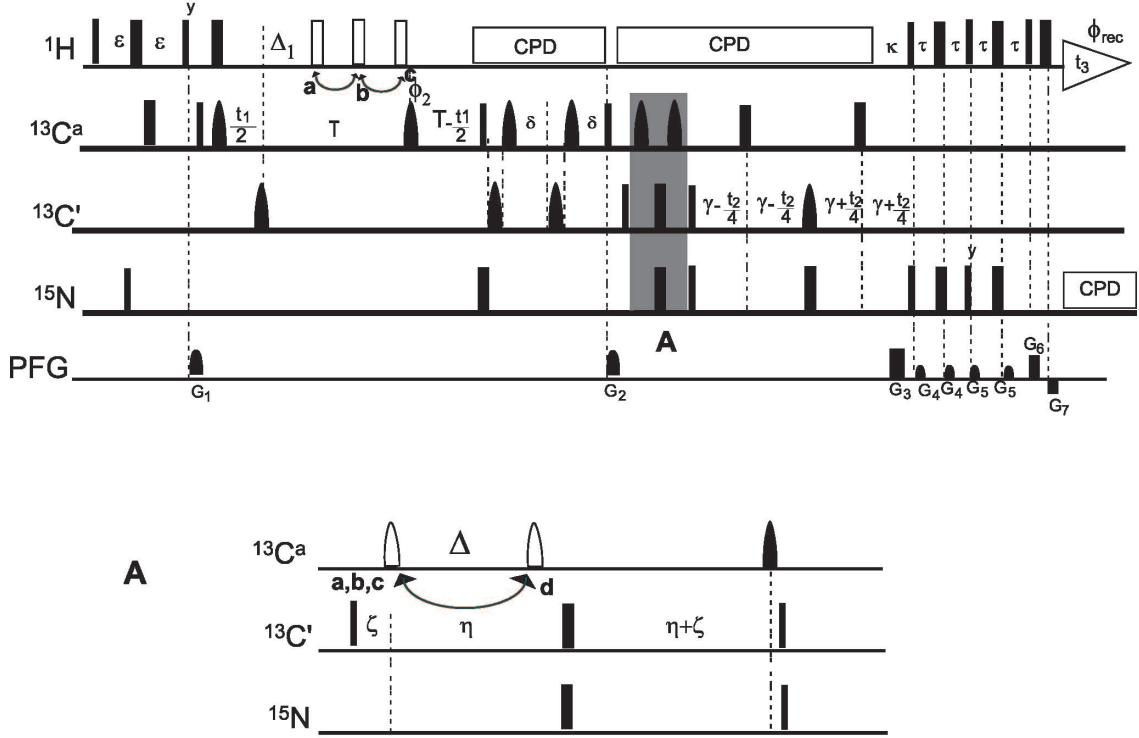 y
¹H ε ε Δ₁ CPD CPD κ τ τ τ τ t₃ ϕrec
a b c ϕ₂
¹³Cᵃ t₁/2 T T-t1/2 δ δ
¹³C' γ-t₂/4 γ-t₂/4 γ+t₂/4 γ+t₂/4
y
¹⁵N CPD
A
PFG G₁ G₂ G₃ G₄ G₄ G₅ G₅ G₆ G₇
A ¹³Cᵃ Δ
a,b,c d
¹³C' ζ η η+ζ
¹⁵N